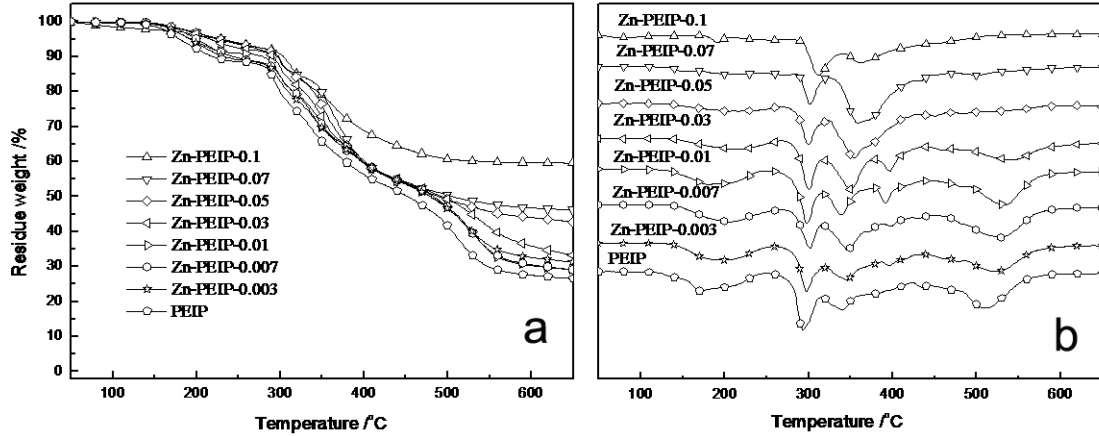 100
90
80
70
60
50
40
30
20
10
0
Residue weight /%
Zn-PEIP-0.1
Zn-PEIP-0.07
Zn-PEIP-0.05
Zn-PEIP-0.03
Zn-PEIP-0.01
Zn-PEIP-0.007
Zn-PEIP-0.003
PEIP
a
100 200 300 400 500 600
Temperature /°C
Zn-PEIP-0.1
Zn-PEIP-0.07
Zn-PEIP-0.05
Zn-PEIP-0.03
Zn-PEIP-0.01
Zn-PEIP-0.007
Zn-PEIP-0.003
PEIP
b
100 200 300 400 500 600
Temperature /°C